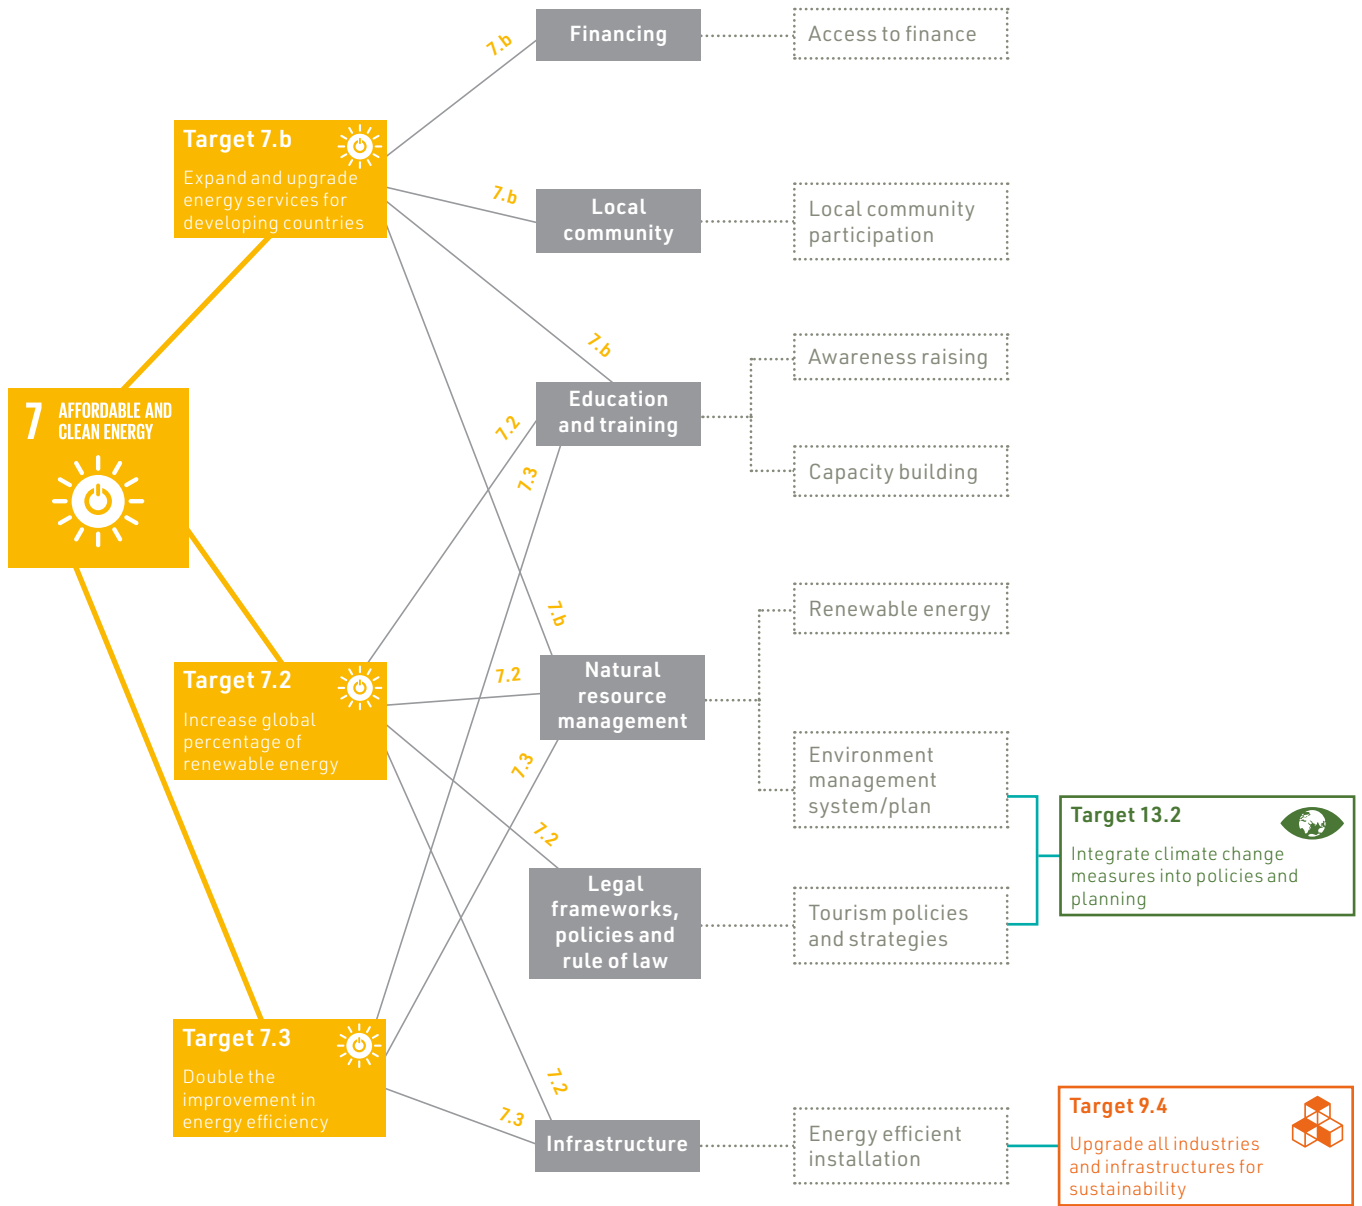 7.b
Financing
Access to finance
Target 7.b
Expand and upgrade
energy services for
developing countries
7.b
Local
community
Local community
participation
7.b
Awareness raising
7 AFFORDABLE AND
CLEAN ENERGY
7.2
Education
and training
7.3
Capacity building
7.b
Renewable energy
Target 7.2
Increase global
percentage of
renewable energy
7.2
Natural
resource
management
7.3
Environment
management
system/plan
Target 13.2
Integrate climate change
measures into policies and
planning
7.2
Legal
frameworks,
policies and
rule of law
Tourism policies
and strategies
Target 7.3
Double the
improvement in
energy efficiency
7.2
7.3
Infrastructure
Energy efficient
installation
Target 9.4
Upgrade all industries
and infrastructures for
sustainability